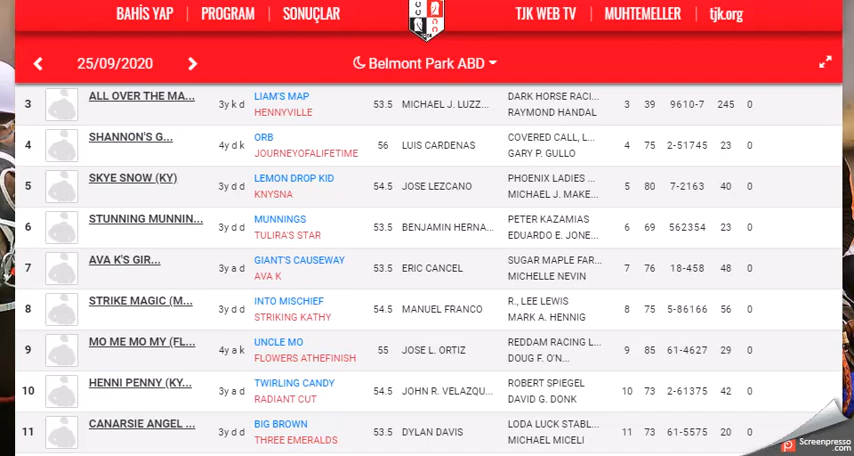 BAHİS YAP | PROGRAM | SONUÇLAR TJK WEB TV | MUHTEMELLER | tjk.org
25/09/2020 Belmont Park ABD
3 ALL OVER THE MA... 3y k d LIAM'S MAP 53.5 MICHAEL J. LUZZ... DARK HORSE RACI... 3 39 9610-7 245 0
HENNYVILLE RAYMOND HANDAL
4 SHANNON'S G... 4y d k ORB 56 LUIS CARDENAS COVERED CALL, L... 4 75 2-51745 23 0
JOURNEYOFALIFETIME GARY P. GULLO
5 SKYE SNOW (KY) 3y d d LEMON DROP KID 54.5 JOSE LEZCANO PHOENIX LADIES ... 5 80 7-2163 40 0
KNYSNA MICHAEL J. MAKE...
6 STUNNING MUNNIN... 3y d d MUNNINGS 53.5 BENJAMIN HERNA... PETER KAZAMIAS 6 69 562354 23 0
TULIRA'S STAR EDUARDO E. JONE...
7 AVA K'S GIR... 3y a d GIANT'S CAUSEWAY 53.5 ERIC CANCEL SUGAR MAPLE FAR... 7 76 18-458 48 0
AVA K MICHELLE NEVIN
8 STRIKE MAGIC (M... 3y d d INTO MISCHIEF 54.5 MANUEL FRANCO R., LEE LEWIS 8 75 5-86166 56 0
STRIKING KATHY MARK A. HENNIG
9 MO ME MO MY (FL... 4y a k UNCLE MO 55 JOSE L. ORTIZ REDDAM RACING L... 9 85 61-4627 29 0
FLOWERS ATHEFINISH DOUG F. O'N...
10 HENNI PENNY (KY... 3y a d TWIRLING CANDY 54.5 JOHN R. VELAZQU... ROBERT SPIEGEL 10 73 2-61375 42 0
RADIANT CUT DAVID G. DONK
11 CANARSIE ANGEL ... 3y d d BIG BROWN 53.5 DYLAN DAVIS LODA LUCK STABL... 11 73 61-5575 20 0
THREE EMERALDS MICHAEL MICELI
Screenpresso
.com